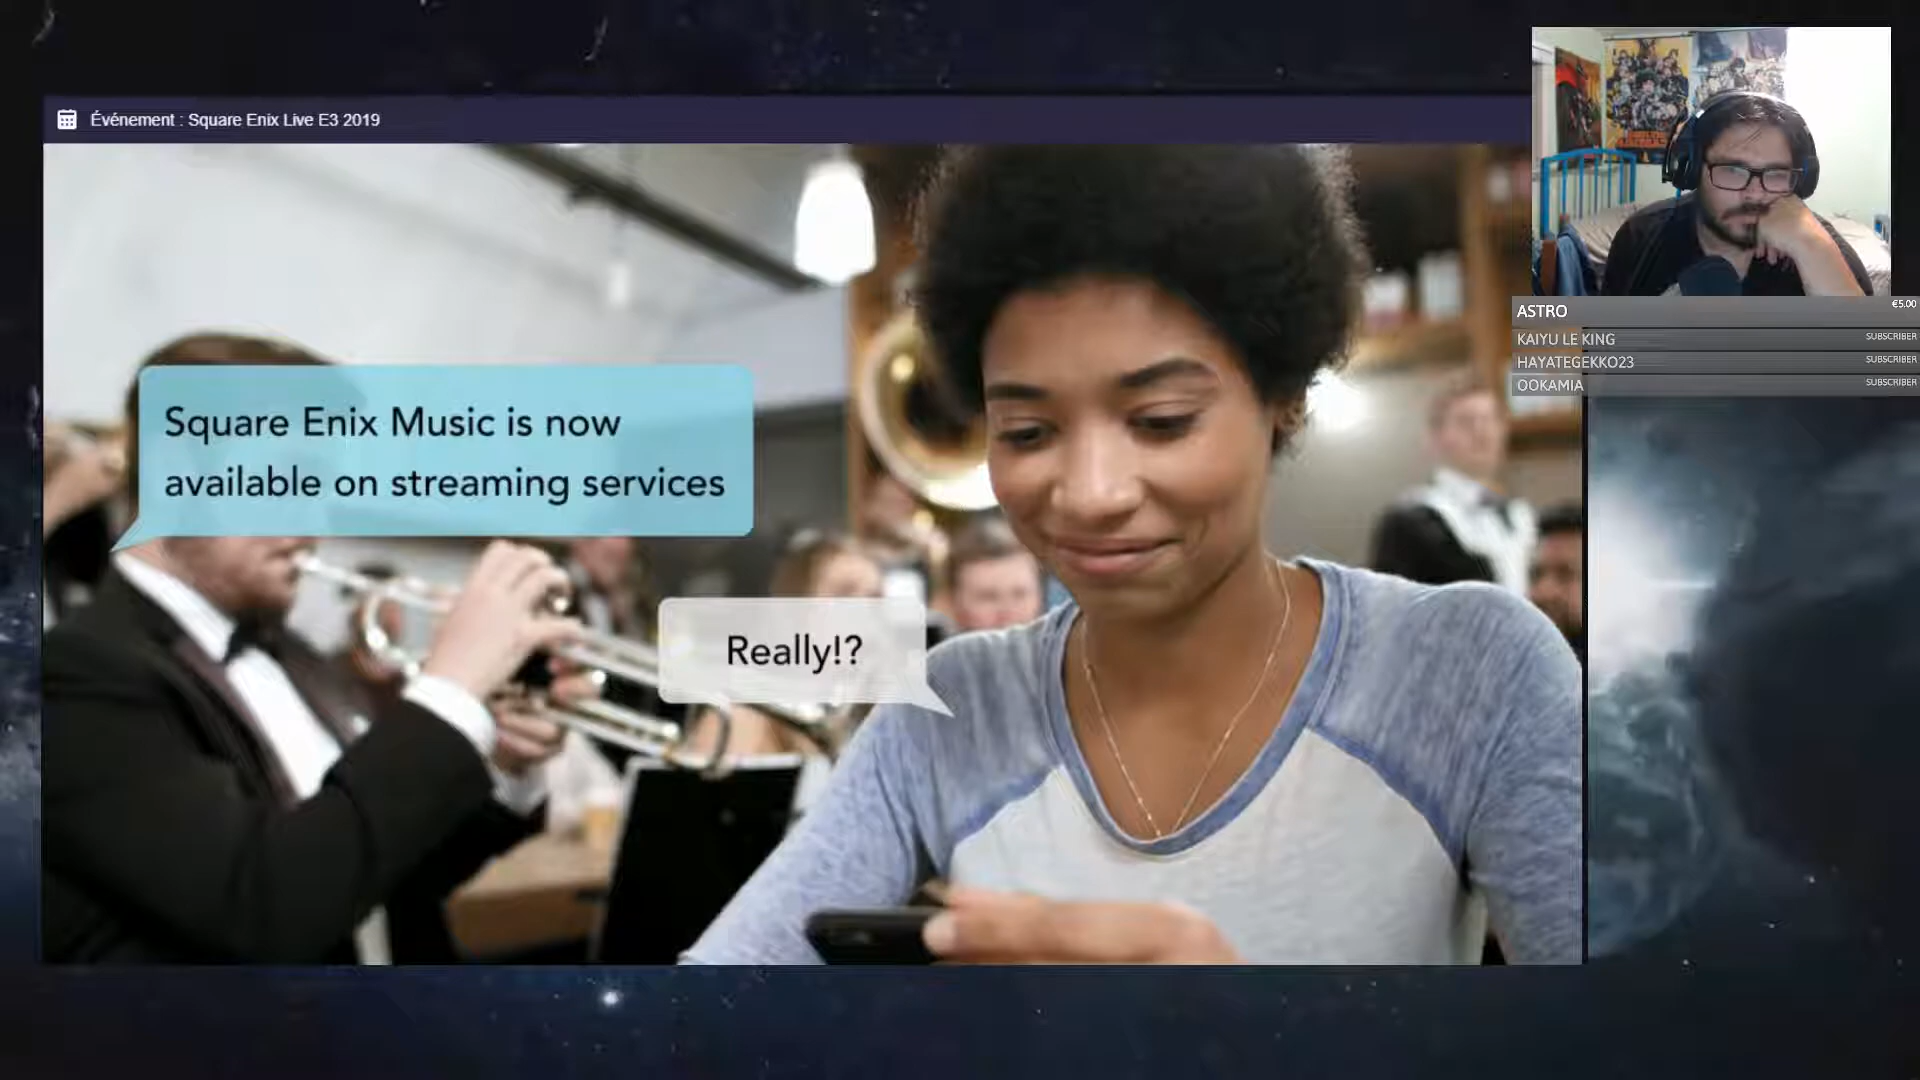 Événement : Square Enix Live E3 2019
Square Enix Music is now
available on streaming services
Really!?
ASTRO €5.00
KAIYU LE KING SUBSCRIBER
HAYATEGEKKO23 SUBSCRIBER
OOKAMIA SUBSCRIBER